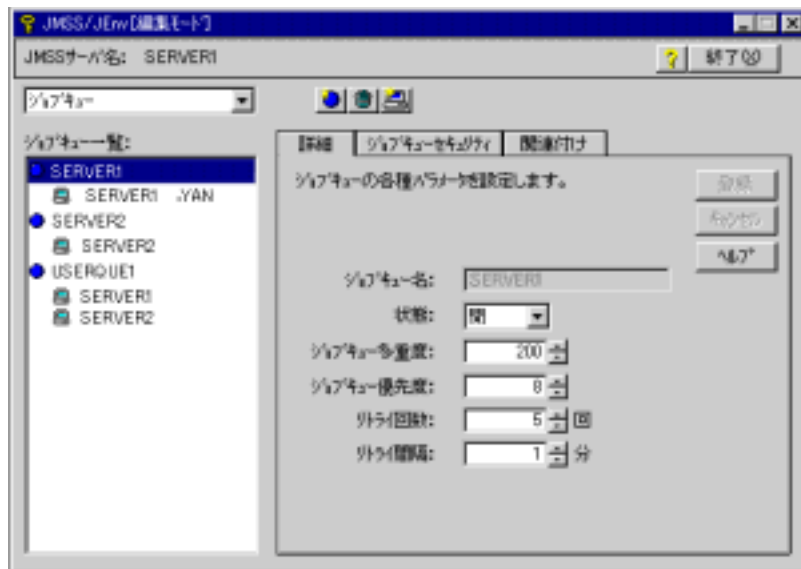 JMSS/JEnv[編集ﾓｰﾄﾞ]
JMSSｻｰﾊﾞ名: SERVER1
終了(X)
ｼﾞｮﾌﾞｷｭｰ
ｼﾞｮﾌﾞｷｭｰ一覧:
SERVER1
SERVER1 .YAN
SERVER2
SERVER2
USERQUE1
SERVER1
SERVER2
詳細 ｼﾞｮﾌﾞｷｭｰｾｷｭﾘﾃｨ 関連付け
ｼﾞｮﾌﾞｷｭｰの各種ﾊﾟﾗﾒｰﾀを設定します。
登録
ｷｬﾝｾﾙ
ﾍﾙﾌﾟ
ｼﾞｮﾌﾞｷｭｰ名: SERVER1
状態: 開
ｼﾞｮﾌﾞｷｭｰ多重度: 200
ｼﾞｮﾌﾞｷｭｰ優先度: 8
ﾘﾄﾗｲ回数: 5 回
ﾘﾄﾗｲ間隔: 1 分